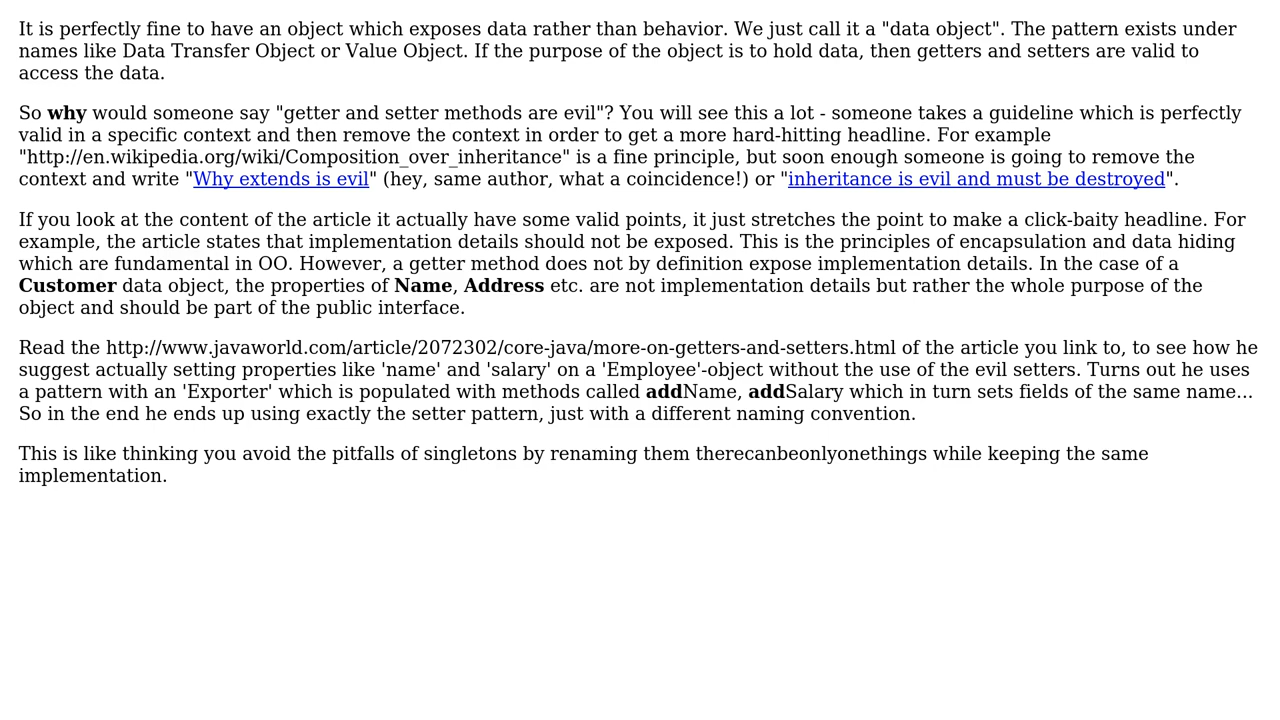 It is perfectly fine to have an object which exposes data rather than behavior. We just call it a "data object". The pattern exists under
names like Data Transfer Object or Value Object. If the purpose of the object is to hold data, then getters and setters are valid to
access the data.
So why would someone say "getter and setter methods are evil"? You will see this a lot - someone takes a guideline which is perfectly
valid in a specific context and then remove the context in order to get a more hard-hitting headline. For example
"http://en.wikipedia.org/wiki/Composition_over_inheritance" is a fine principle, but soon enough someone is going to remove the
context and write "Why extends is evil" (hey, same author, what a coincidence!) or "inheritance is evil and must be destroyed".
If you look at the content of the article it actually have some valid points, it just stretches the point to make a click-baity headline. For
example, the article states that implementation details should not be exposed. This is the principles of encapsulation and data hiding
which are fundamental in OO. However, a getter method does not by definition expose implementation details. In the case of a
Customer data object, the properties of Name, Address etc. are not implementation details but rather the whole purpose of the
object and should be part of the public interface.
Read the http://www.javaworld.com/article/2072302/core-java/more-on-getters-and-setters.html of the article you link to, to see how he
suggest actually setting properties like 'name' and 'salary' on a 'Employee'-object without the use of the evil setters. Turns out he uses
a pattern with an 'Exporter' which is populated with methods called addName, addSalary which in turn sets fields of the same name...
So in the end he ends up using exactly the setter pattern, just with a different naming convention.
This is like thinking you avoid the pitfalls of singletons by renaming them therecanbeonlyonethings while keeping the same
implementation.